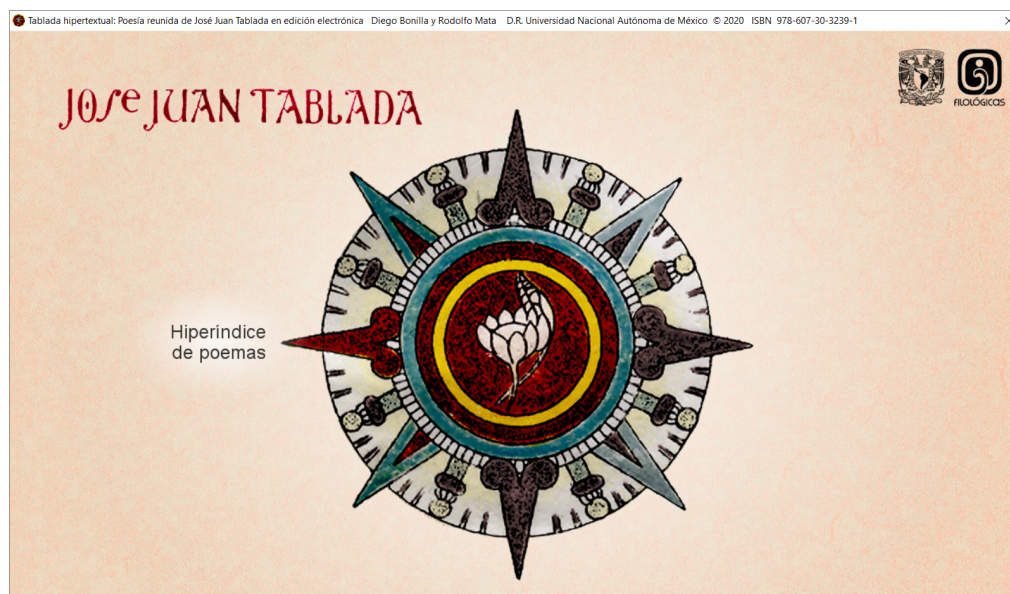 Tablada hipertextual: Poesía reunida de José Juan Tablada en edición electrónica Diego Bonilla y Rodolfo Mata D.R. Universidad Nacional Autónoma de México © 2020 ISBN 978-607-30-3239-1
JOSE JUAN TABLADA
FILOLÓGICAS
Hiperíndice
de poemas